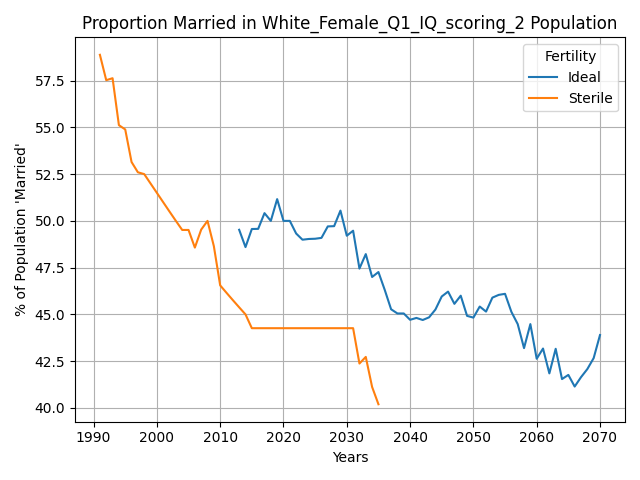 Proportion Married in White_Female_Q1_IQ_scoring_2 Population
% of Population 'Married'
57.5
55.0
52.5
50.0
47.5
45.0
42.5
40.0
Fertility
Ideal
Sterile
1990 2000 2010 2020 2030 2040 2050 2060 2070
Years